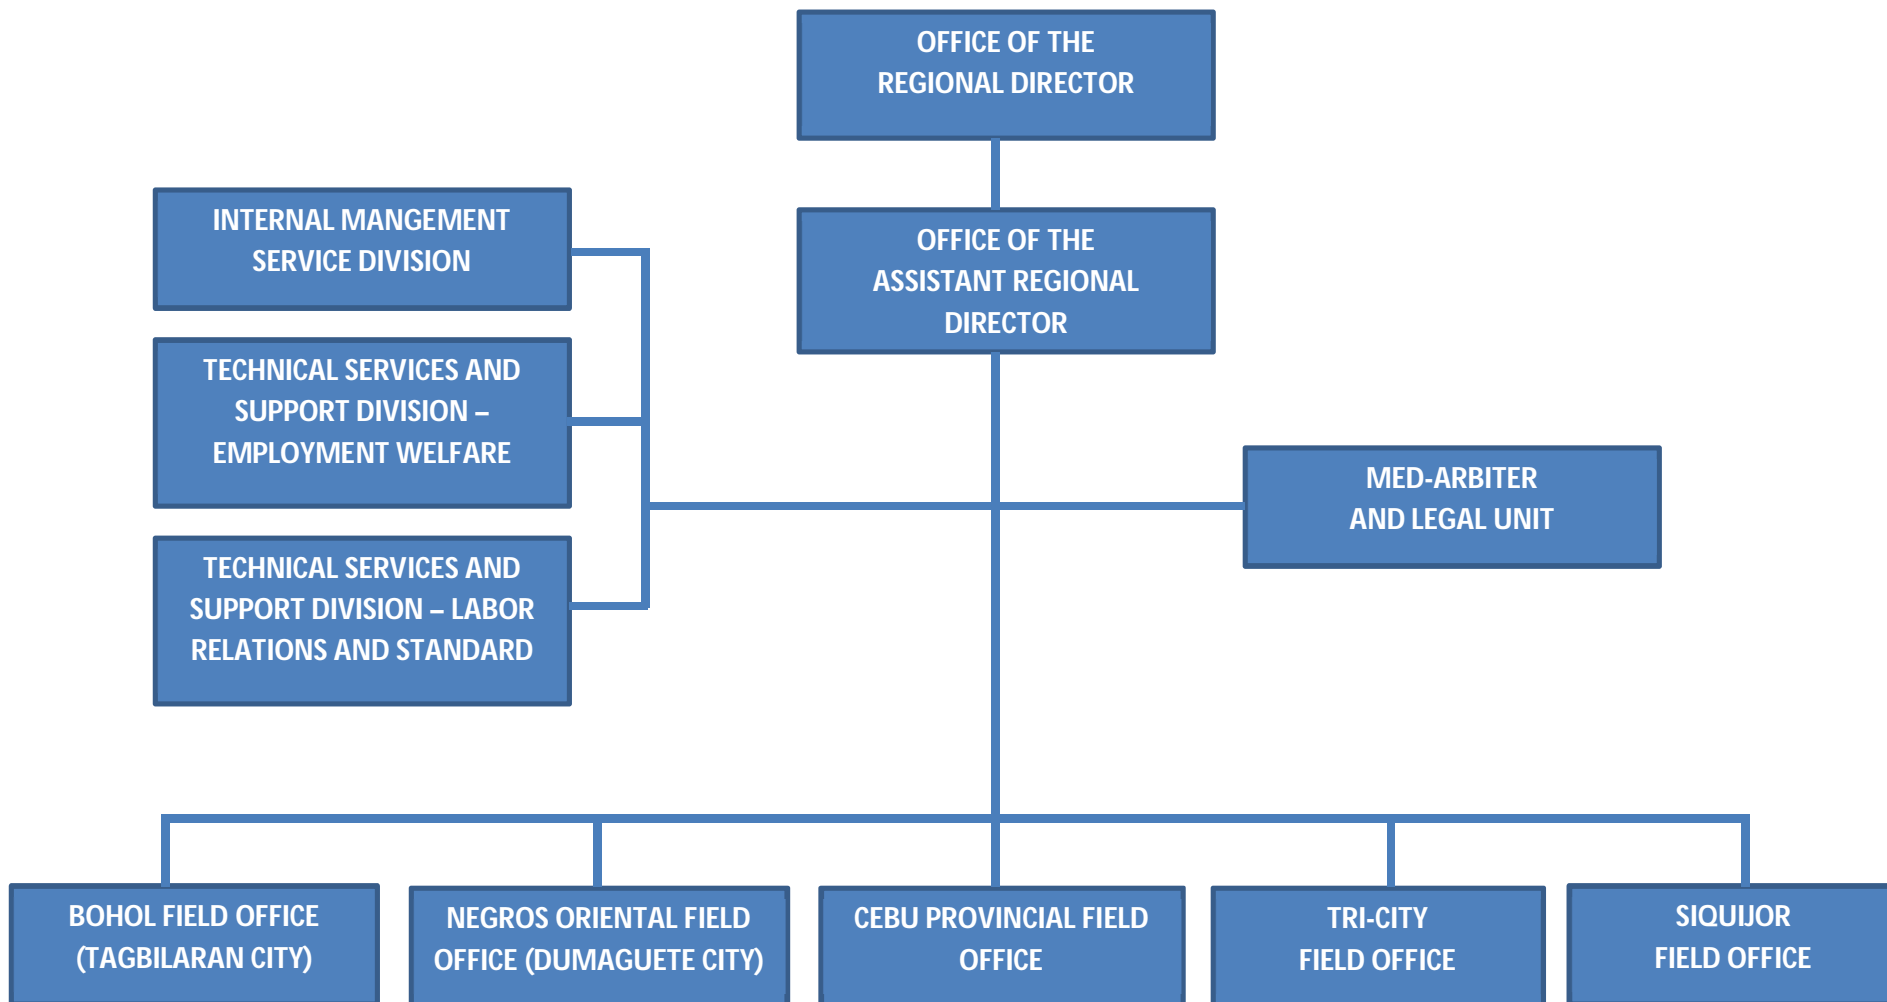 OFFICE OF THE
REGIONAL DIRECTOR
OFFICE OF THE
ASSISTANT REGIONAL
DIRECTOR
INTERNAL MANGEMENT
SERVICE DIVISION
TECHNICAL SERVICES AND
SUPPORT DIVISION –
EMPLOYMENT WELFARE
TECHNICAL SERVICES AND
SUPPORT DIVISION – LABOR
RELATIONS AND STANDARD
MED-ARBITER
AND LEGAL UNIT
BOHOL FIELD OFFICE
(TAGBILARAN CITY)
NEGROS ORIENTAL FIELD
OFFICE (DUMAGUETE CITY)
CEBU PROVINCIAL FIELD
OFFICE
TRI-CITY
FIELD OFFICE
SIQUIJOR
FIELD OFFICE